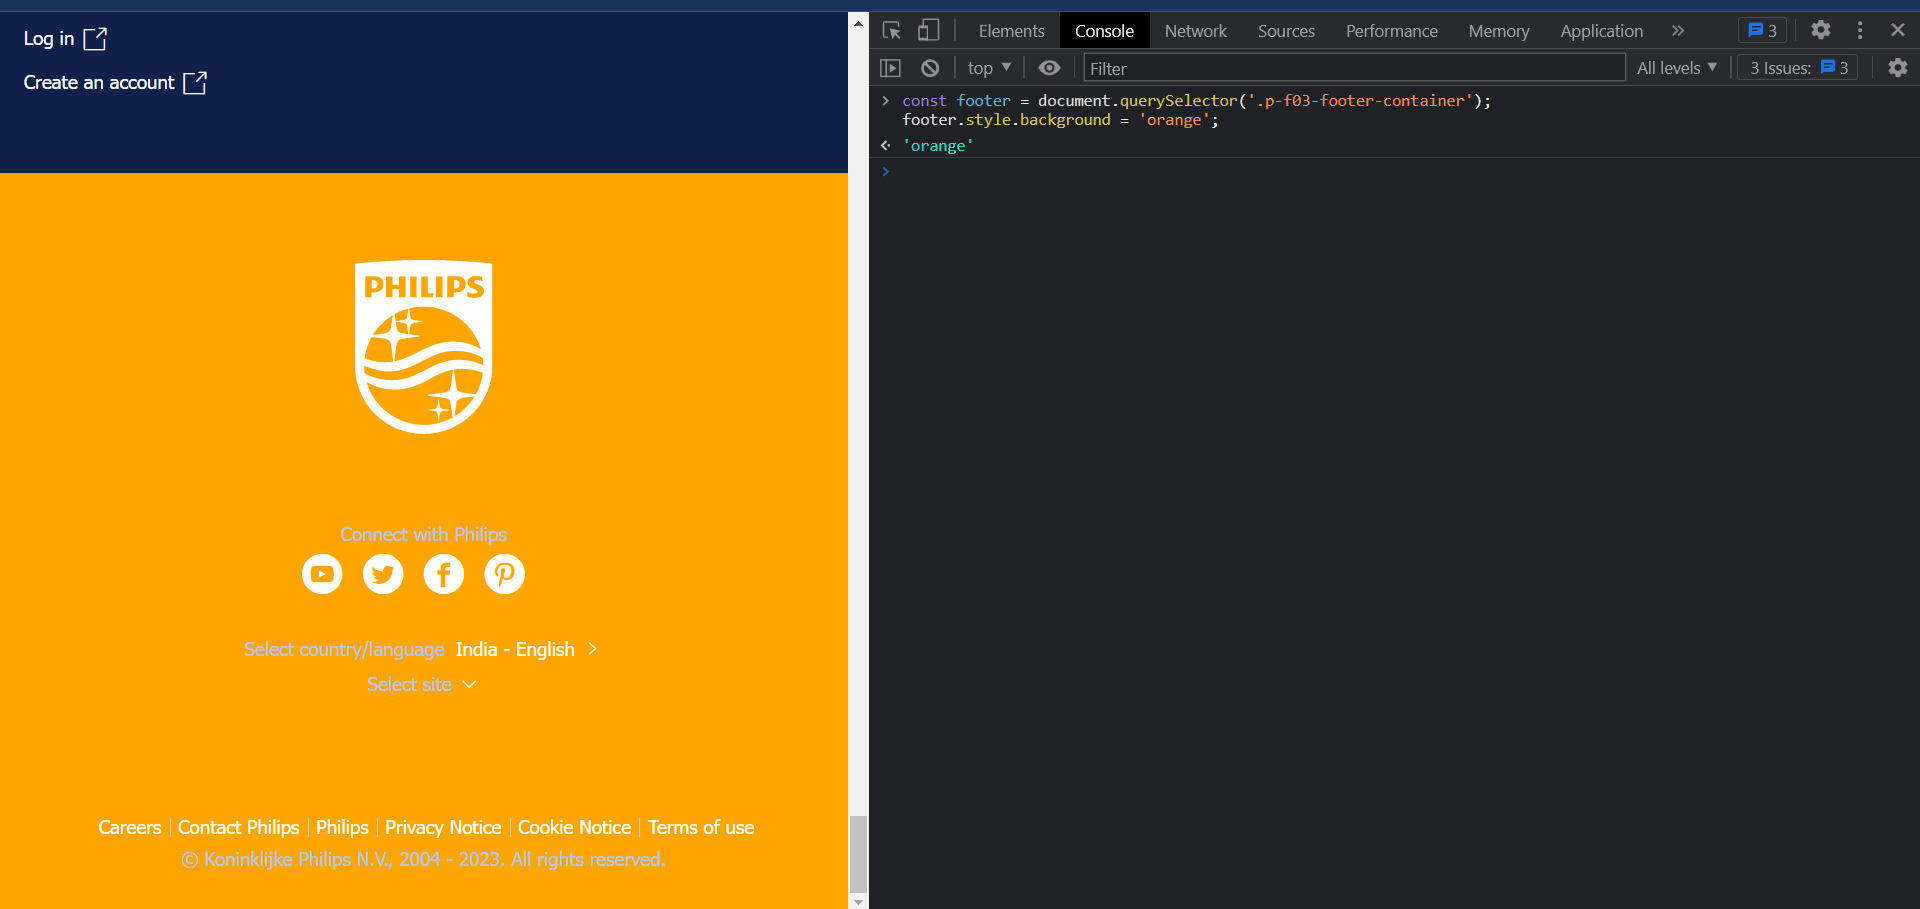 Log in
Create an account
PHILIPS
Connect with Philips
Select country/language India - English
Select site
Careers | Contact Philips | Philips | Privacy Notice | Cookie Notice | Terms of use
© Koninklijke Philips N.V., 2004 - 2023. All rights reserved.
Elements Console Network Sources Performance Memory Application » 3
top Filter All levels 3 Issues: 3
const footer = document.querySelector('.p-f03-footer-container');
footer.style.background = 'orange';
'orange'